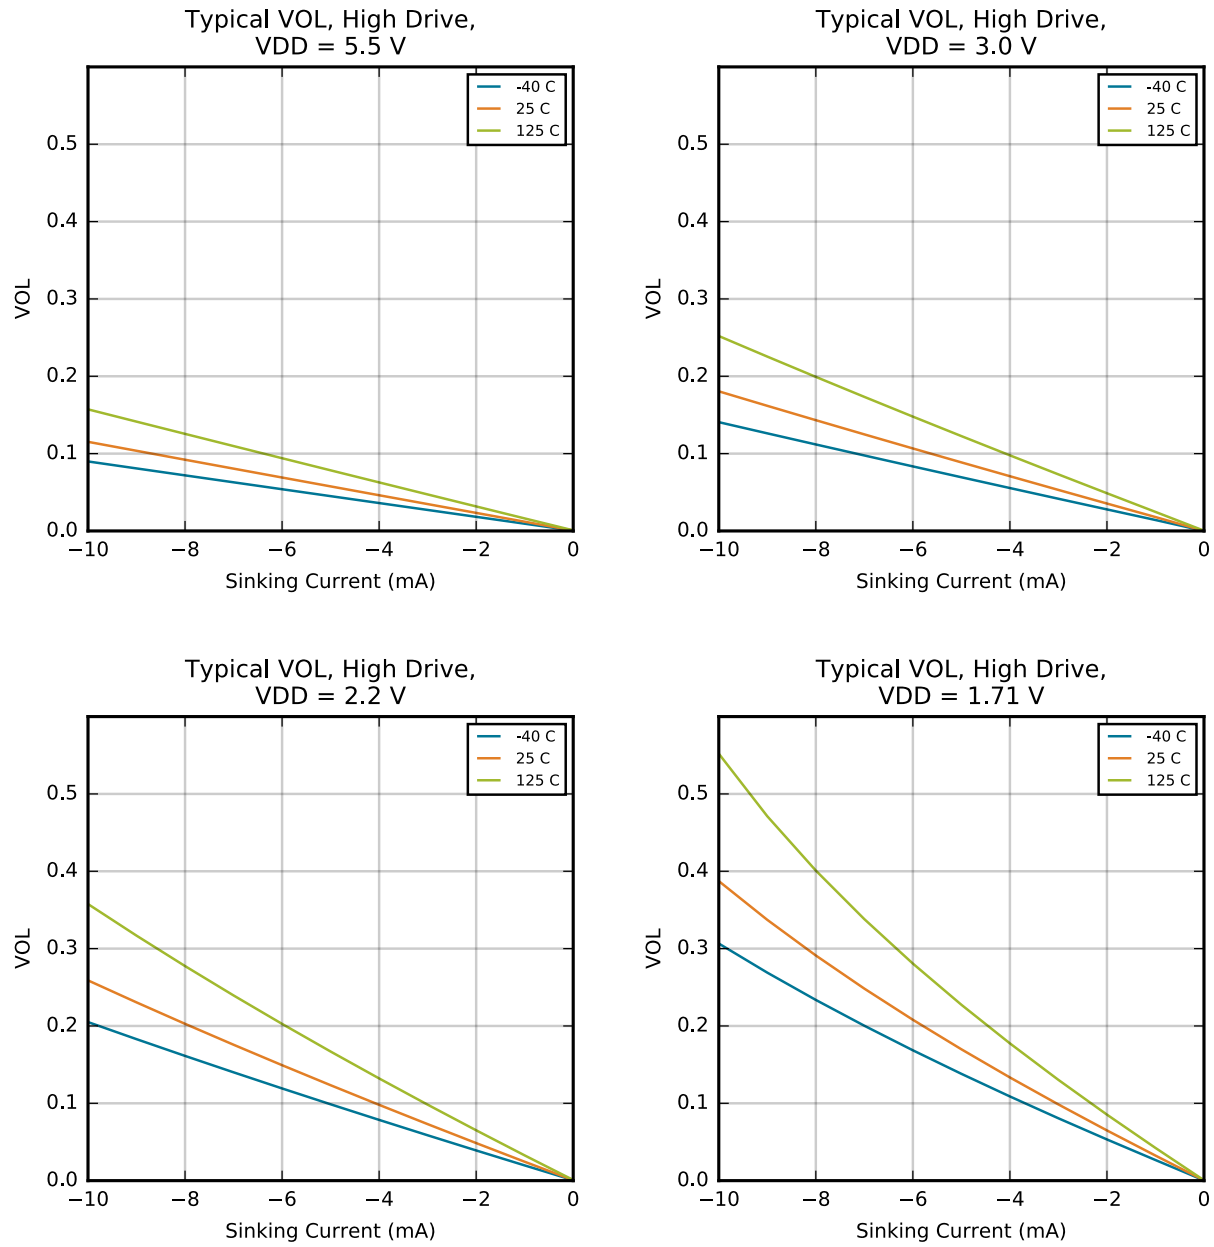 Typical VOL, High Drive,
VDD = 5.5 V
-40 C
25 C
125 C
0.5
0.4
0.3
0.2
0.1
0.0
VOL
−10 −8 −6 −4 −2 0
Sinking Current (mA)
Typical VOL, High Drive,
VDD = 3.0 V
-40 C
25 C
125 C
0.5
0.4
0.3
0.2
0.1
0.0
VOL
−10 −8 −6 −4 −2 0
Sinking Current (mA)
Typical VOL, High Drive,
VDD = 2.2 V
-40 C
25 C
125 C
0.5
0.4
0.3
0.2
0.1
0.0
VOL
−10 −8 −6 −4 −2 0
Sinking Current (mA)
Typical VOL, High Drive,
VDD = 1.71 V
-40 C
25 C
125 C
0.5
0.4
0.3
0.2
0.1
0.0
VOL
−10 −8 −6 −4 −2 0
Sinking Current (mA)